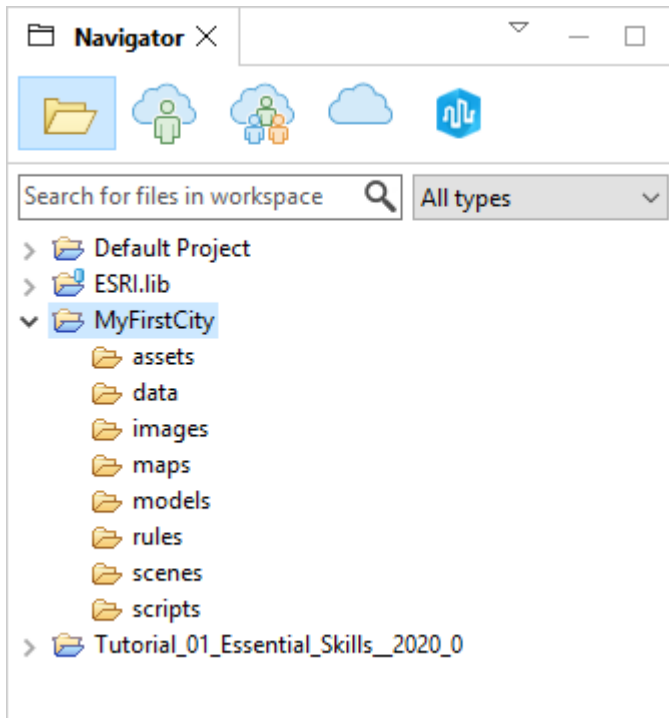 Navigator
Search for files in workspace All types
Default Project
ESRI.lib
MyFirstCity
assets
data
images
maps
models
rules
scenes
scripts
Tutorial_01_Essential_Skills__2020_0